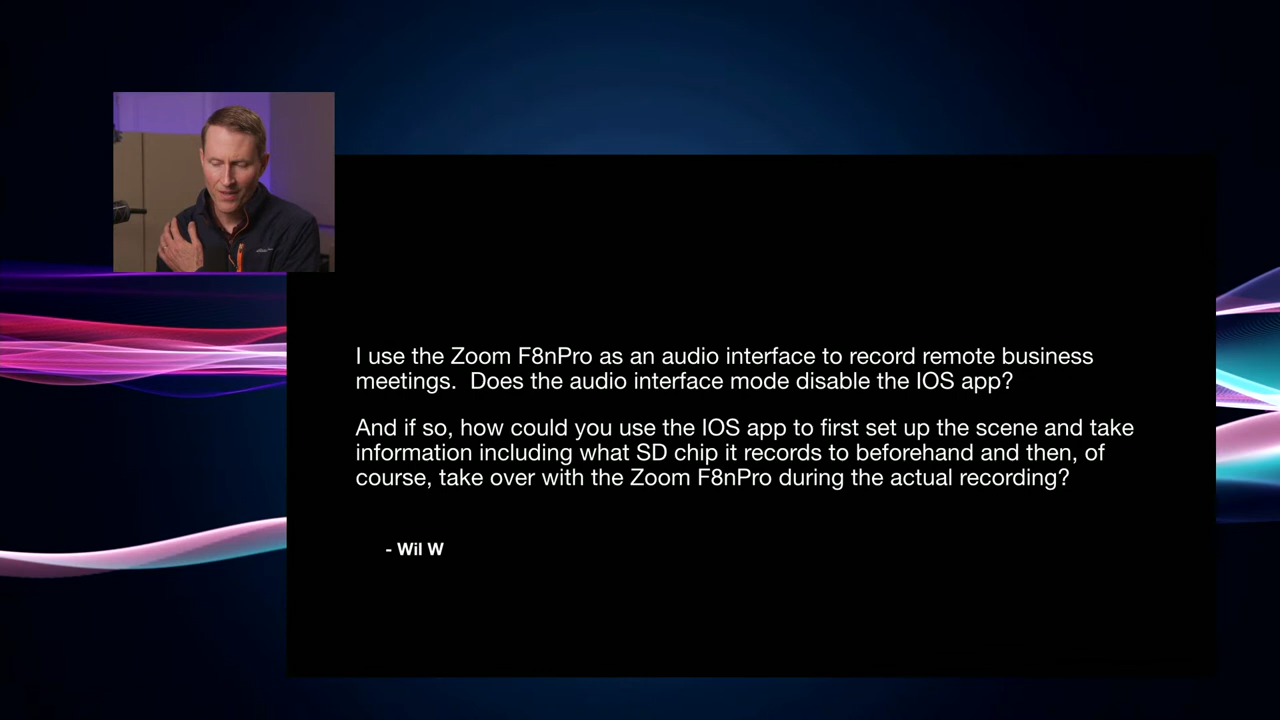 I use the Zoom F8nPro as an audio interface to record remote business
meetings.  Does the audio interface mode disable the IOS app?
And if so, how could you use the IOS app to first set up the scene and take
information including what SD chip it records to beforehand and then, of
course, take over with the Zoom F8nPro during the actual recording?
- Wil W